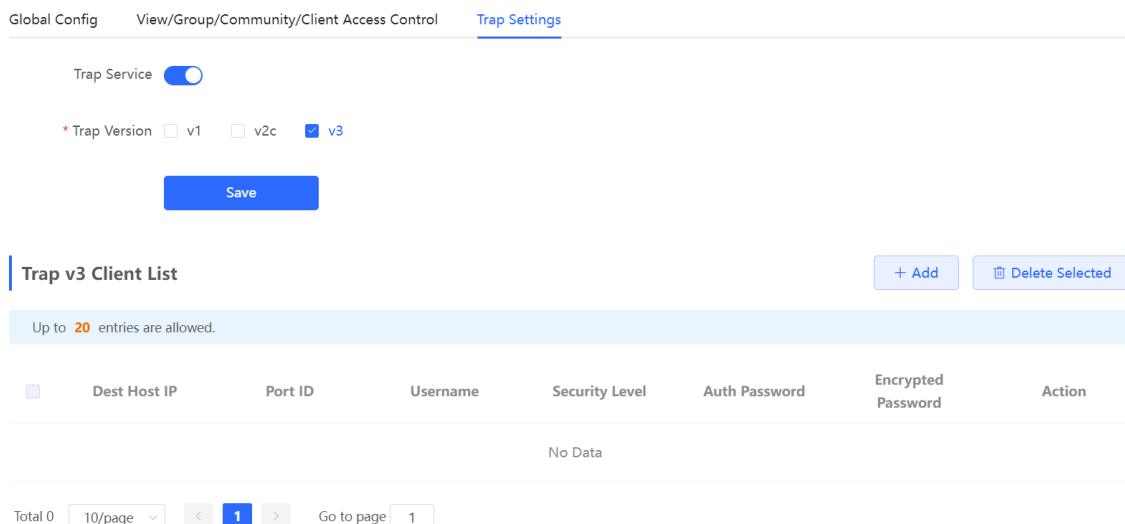 Global Config View/Group/Community/Client Access Control Trap Settings
Trap Service
* Trap Version v1 v2c v3
Save
Trap v3 Client List + Add Delete Selected
Up to 20 entries are allowed.
Dest Host IP Port ID Username Security Level Auth Password Encrypted Password Action
No Data
Total 0 10/page < 1 > Go to page 1